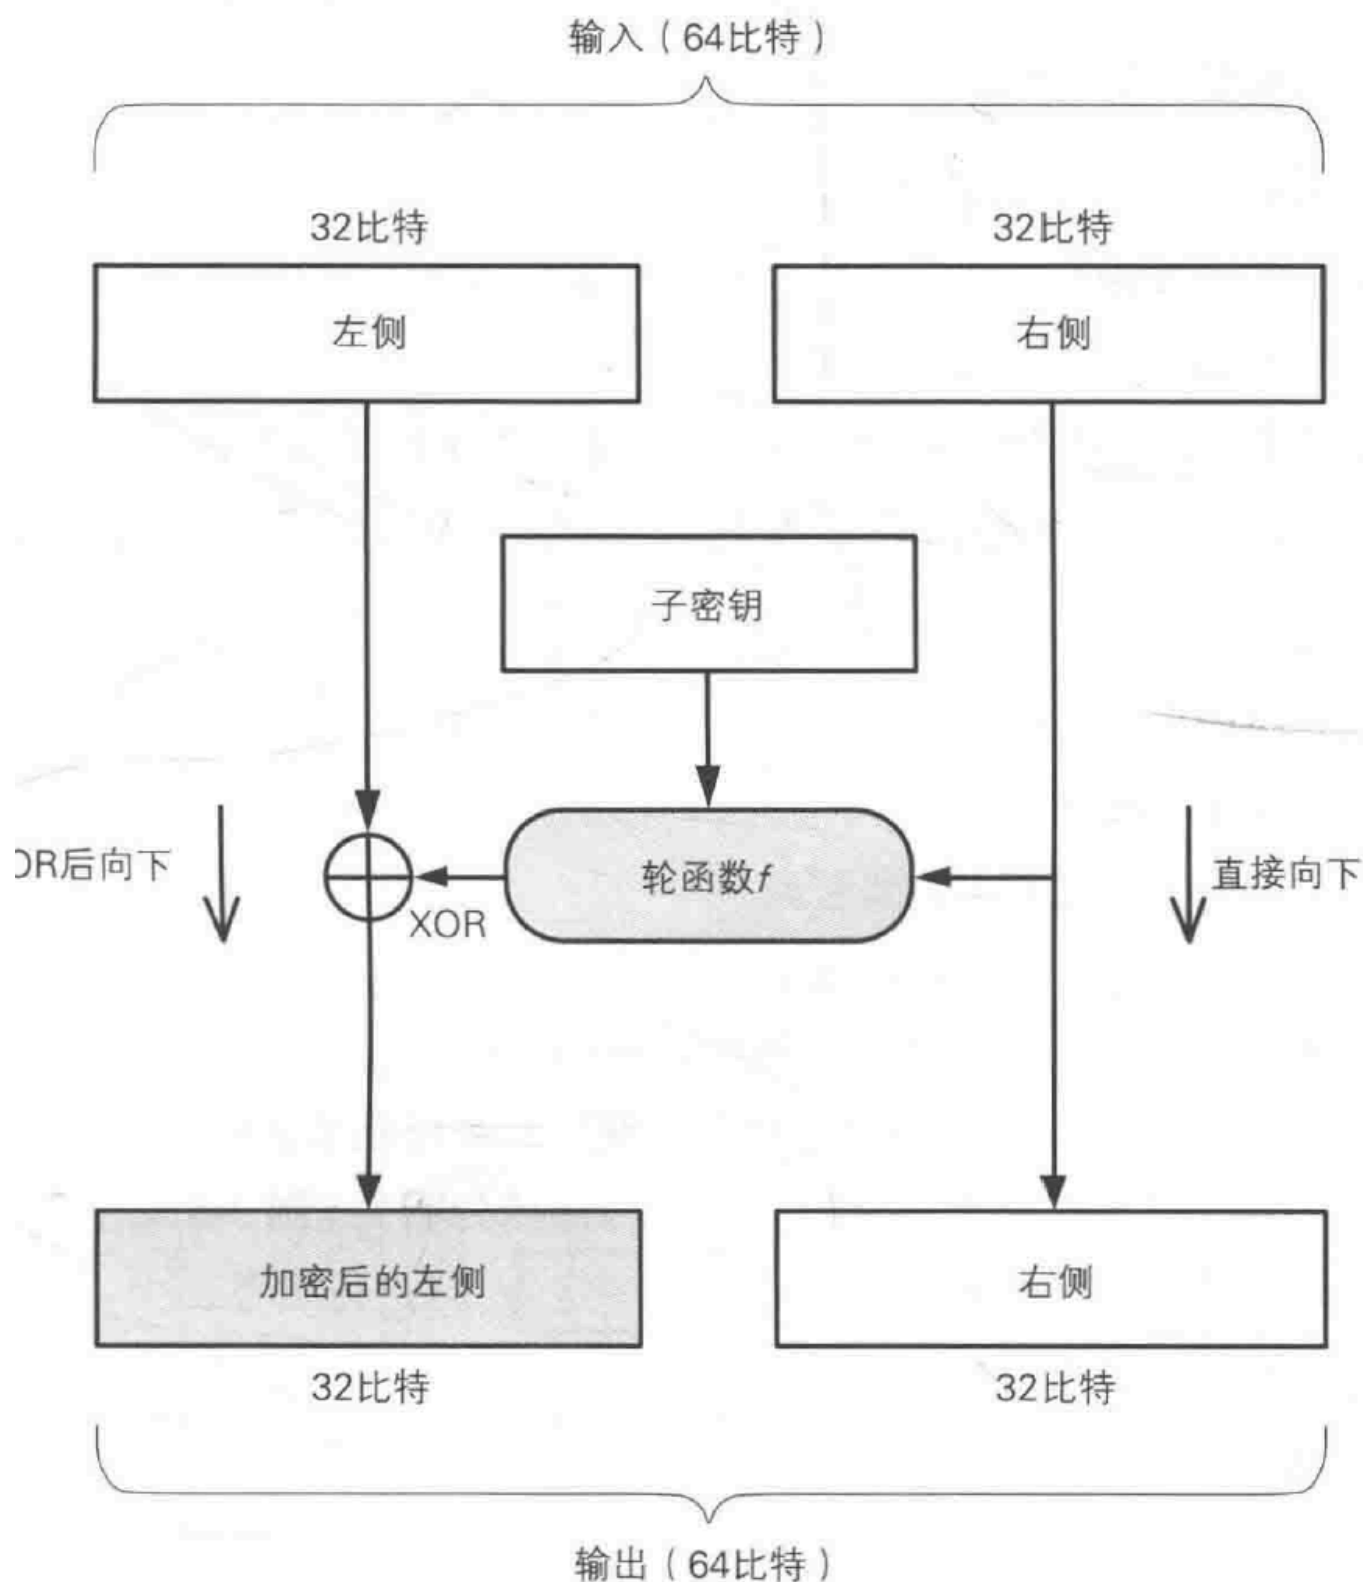 输入（64比特）
32比特
32比特
左侧
右侧
子密钥
OR后向下
轮函数f
直接向下
XOR
加密后的左侧
右侧
32比特
32比特
输出（64比特）